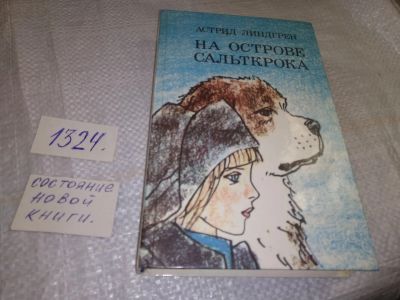 АСТРИД ЛИНДГРЕН
НА ОСТРОВЕ
САЛЬТКРОКА
1324.
состояние
новой
книги.